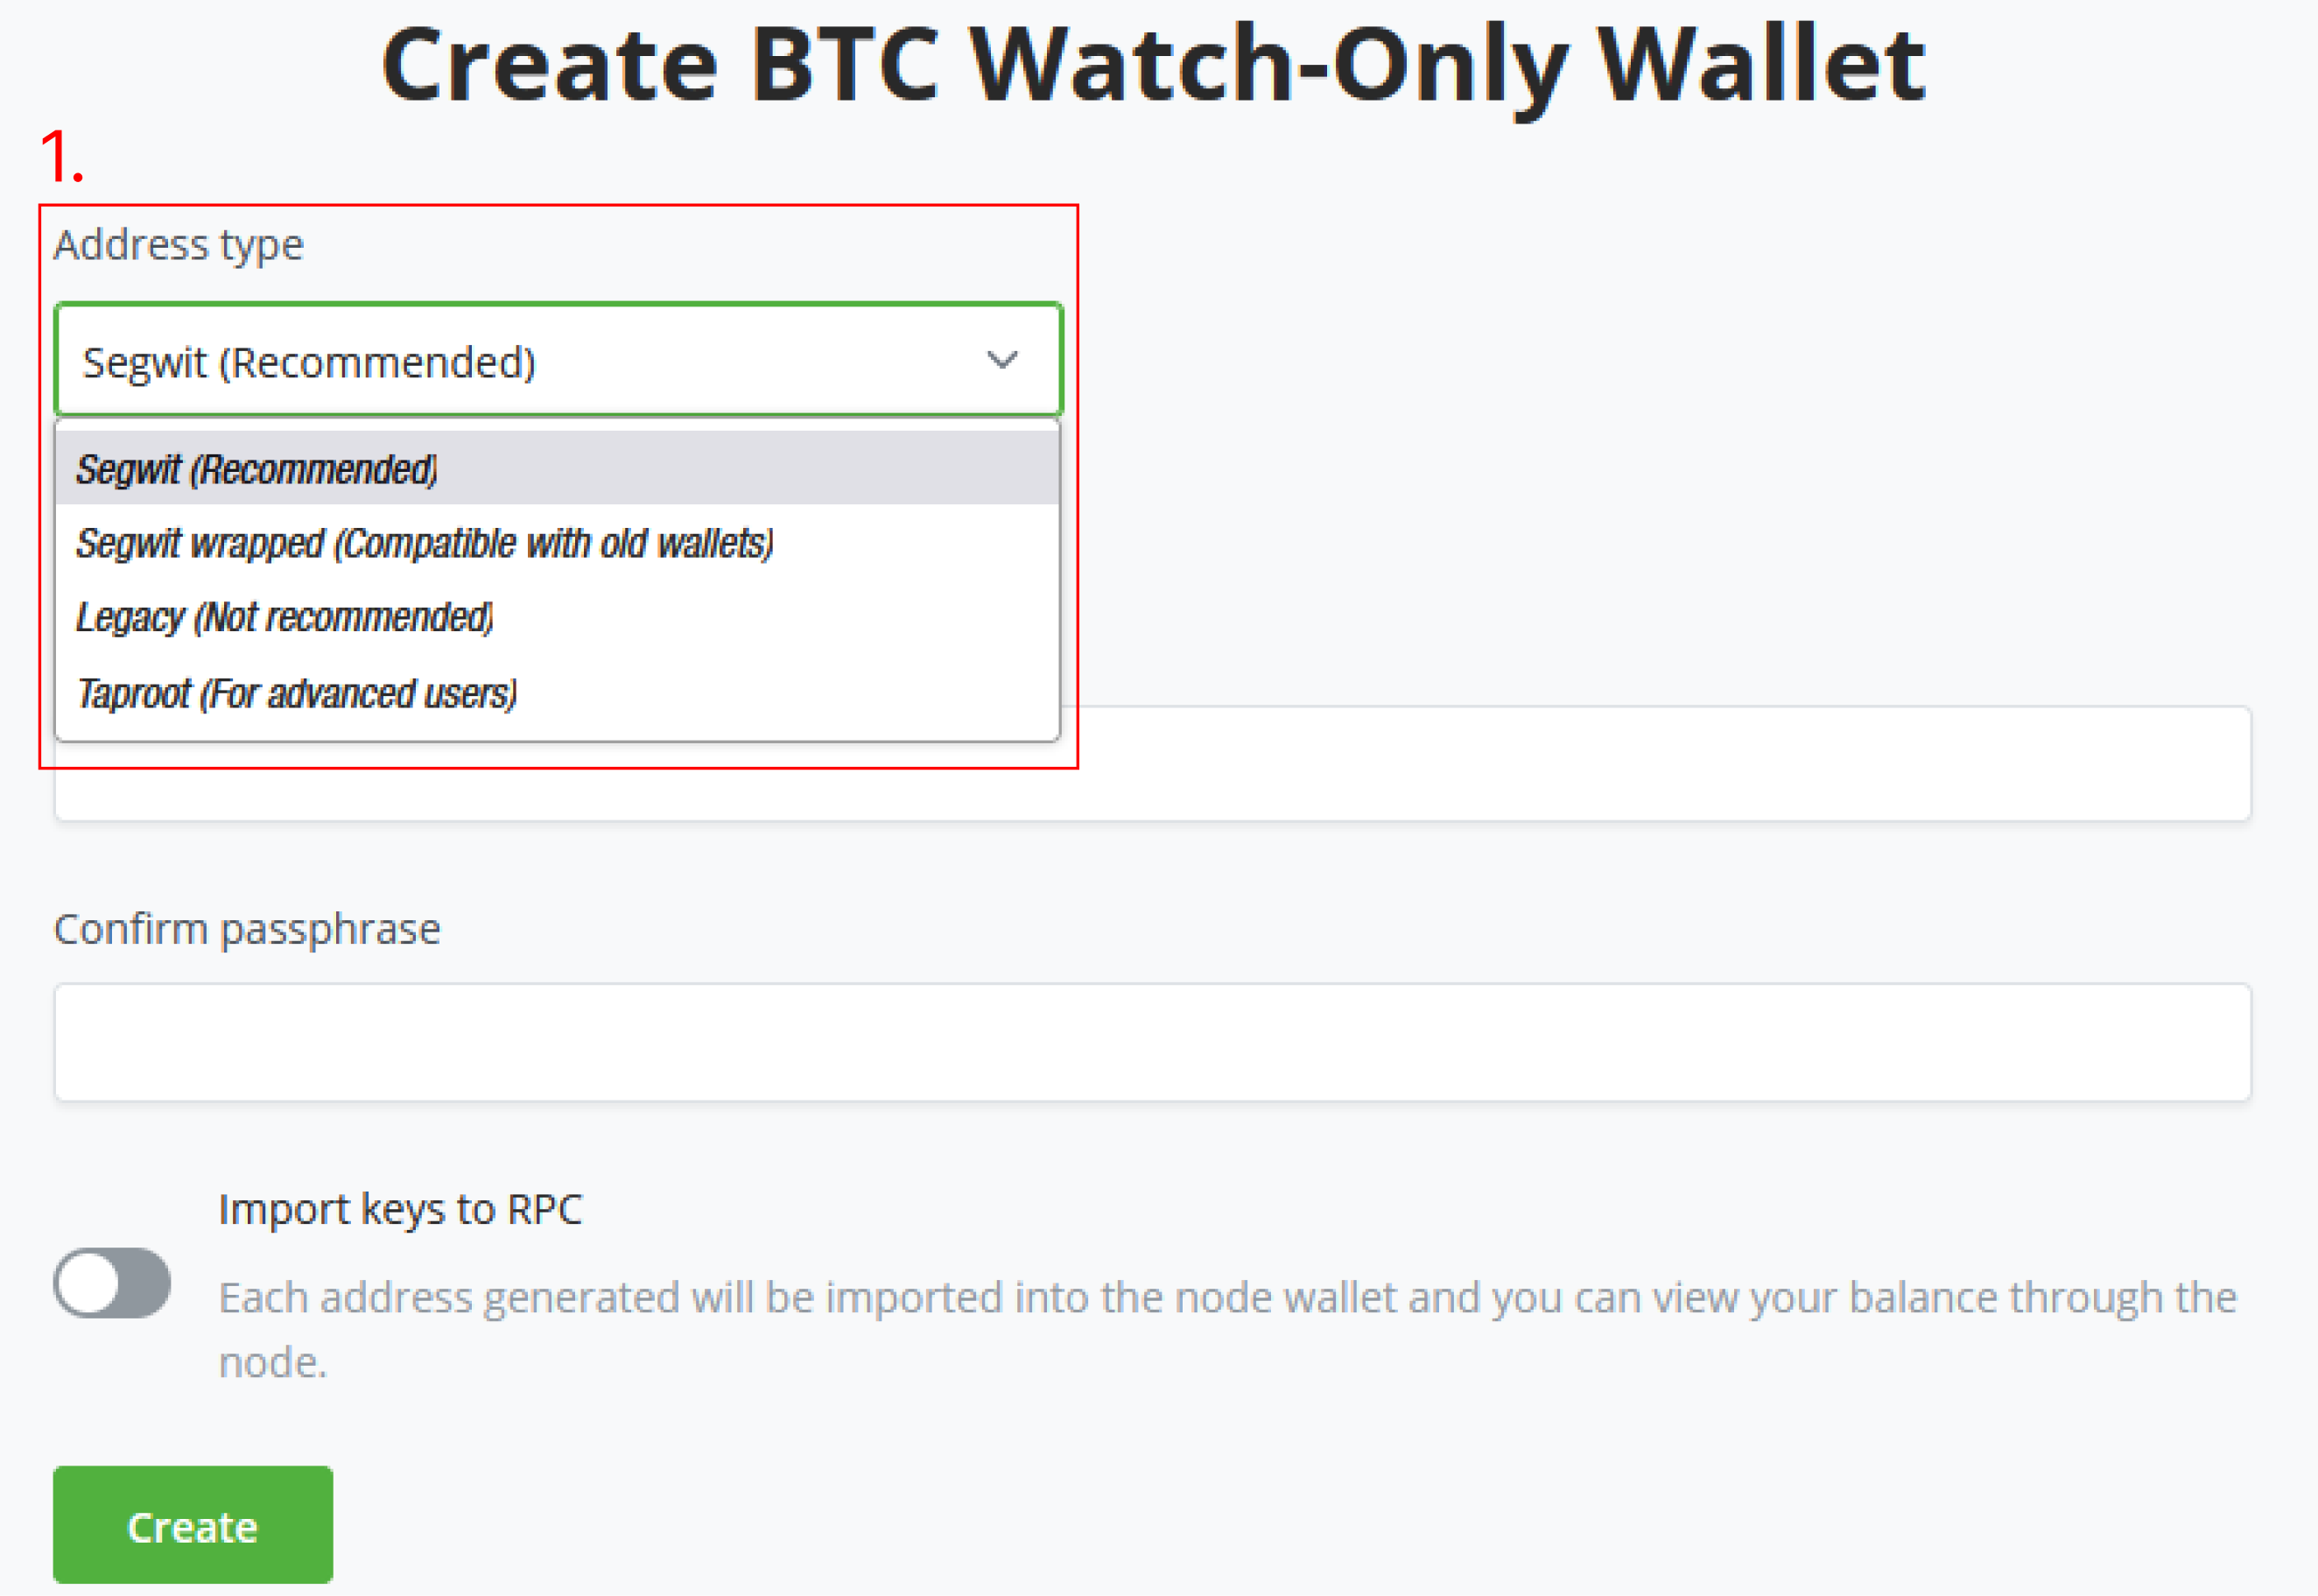 Create BTC Watch-Only Wallet
1.
Address type
Segwit (Recommended)
Segwit (Recommended)
Segwit wrapped (Compatible with old wallets)
Legacy (Not recommended)
Taproot (For advanced users)
Confirm passphrase
Import keys to RPC
Each address generated will be imported into the node wallet and you can view your balance through the
node.
Create